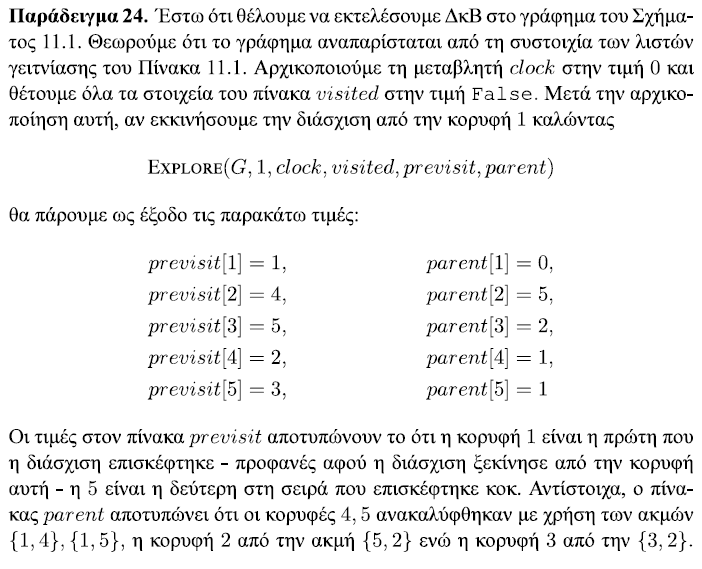 Παράδειγμα 24. Έστω ότι θέλουμε να εκτελέσουμε ΔκΒ στο γράφημα του Σχήμα-
τος 11.1. Θεωρούμε ότι το γράφημα αναπαρίσταται από τη συστοιχία των λιστών
γειτνίασης του Πίνακα 11.1. Αρχικοποιούμε τη μεταβλητή clock στην τιμή 0 και
θέτουμε όλα τα στοιχεία του πίνακα visited στην τιμή False. Μετά την αρχικο-
ποίηση αυτή, αν εκκινήσουμε την διάσχιση από την κορυφή 1 καλώντας
EXPLORE(G, 1, clock, visited, previsit, parent)
θα πάρουμε ως έξοδο τις παρακάτω τιμές:
previsit[1] = 1, parent[1] = 0,
previsit[2] = 4, parent[2] = 5,
previsit[3] = 5, parent[3] = 2,
previsit[4] = 2, parent[4] = 1,
previsit[5] = 3, parent[5] = 1
Οι τιμές στον πίνακα previsit αποτυπώνουν το ότι η κορυφή 1 είναι η πρώτη που
η διάσχιση επισκέφτηκε - προφανές αφού η διάσχιση ξεκίνησε από την κορυφή
αυτή - η 5 είναι η δεύτερη στη σειρά που επισκέφτηκε κοκ. Αντίστοιχα, ο πίνα-
κας parent αποτυπώνει ότι οι κορυφές 4, 5 ανακαλύφθηκαν με χρήση των ακμών
{1, 4}, {1, 5}, η κορυφή 2 από την ακμή {5, 2} ενώ η κορυφή 3 από την {3, 2}.